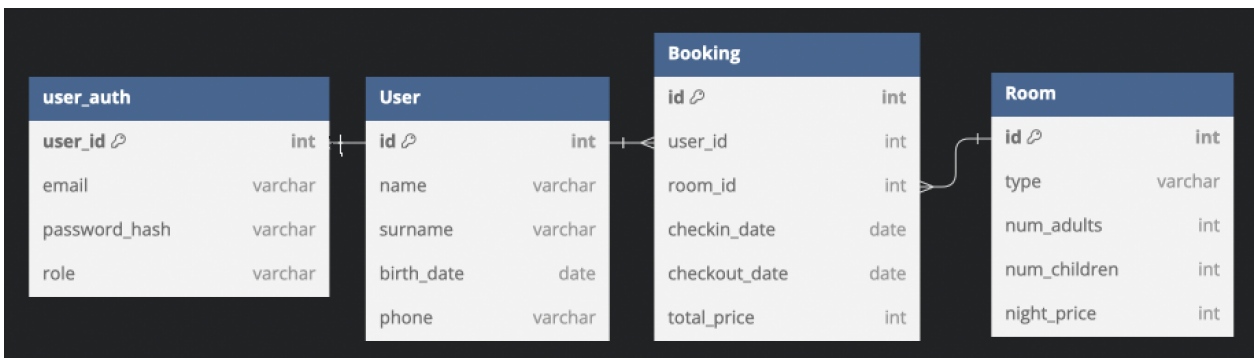 user_auth
user_id int
email varchar
password_hash varchar
role varchar
User
id int
name varchar
surname varchar
birth_date date
phone varchar
Booking
id int
user_id int
room_id int
checkin_date date
checkout_date date
total_price int
Room
id int
type varchar
num_adults int
num_children int
night_price int